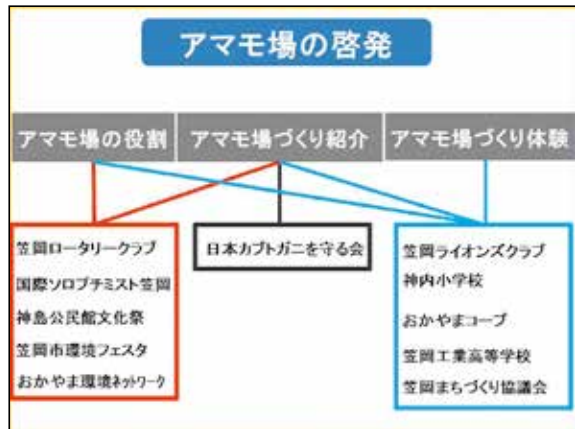 アマモ場の啓発
アマモ場の役割
アマモ場づくり紹介
アマモ場づくり体験
笠岡ロータリークラブ
国際ソロプチミスト笠岡
神島公民館文化祭
笠岡市環境フェスタ
おかやま環境ネットワーク
日本カブトガニを守る会
笠岡ライオンズクラブ
神内小学校
おかやまコープ
笠岡工業高等学校
笠岡まちづくり協議会